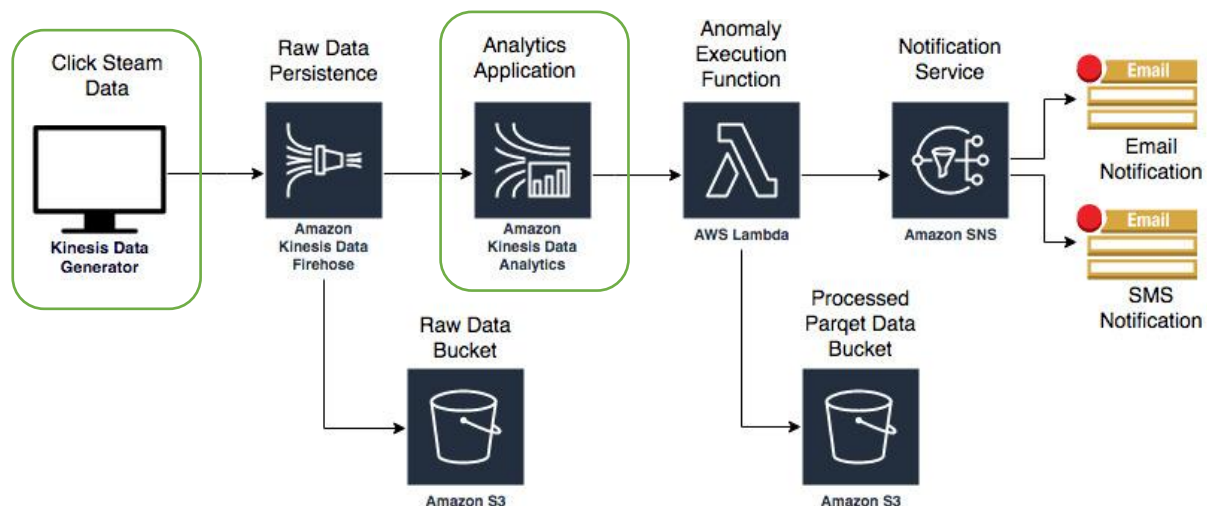 Click Steam
Data
Kinesis Data
Generator
Raw Data
Persistence
Amazon
Kinesis Data
Firehose
Analytics
Application
Amazon
Kinesis Data
Analytics
Anomaly
Execution
Function
AWS Lambda
Notification
Service
Amazon SNS
Email
Email
Notification
Email
SMS
Notification
Raw Data
Bucket
Amazon S3
Processed
Parqet Data
Bucket
Amazon S3